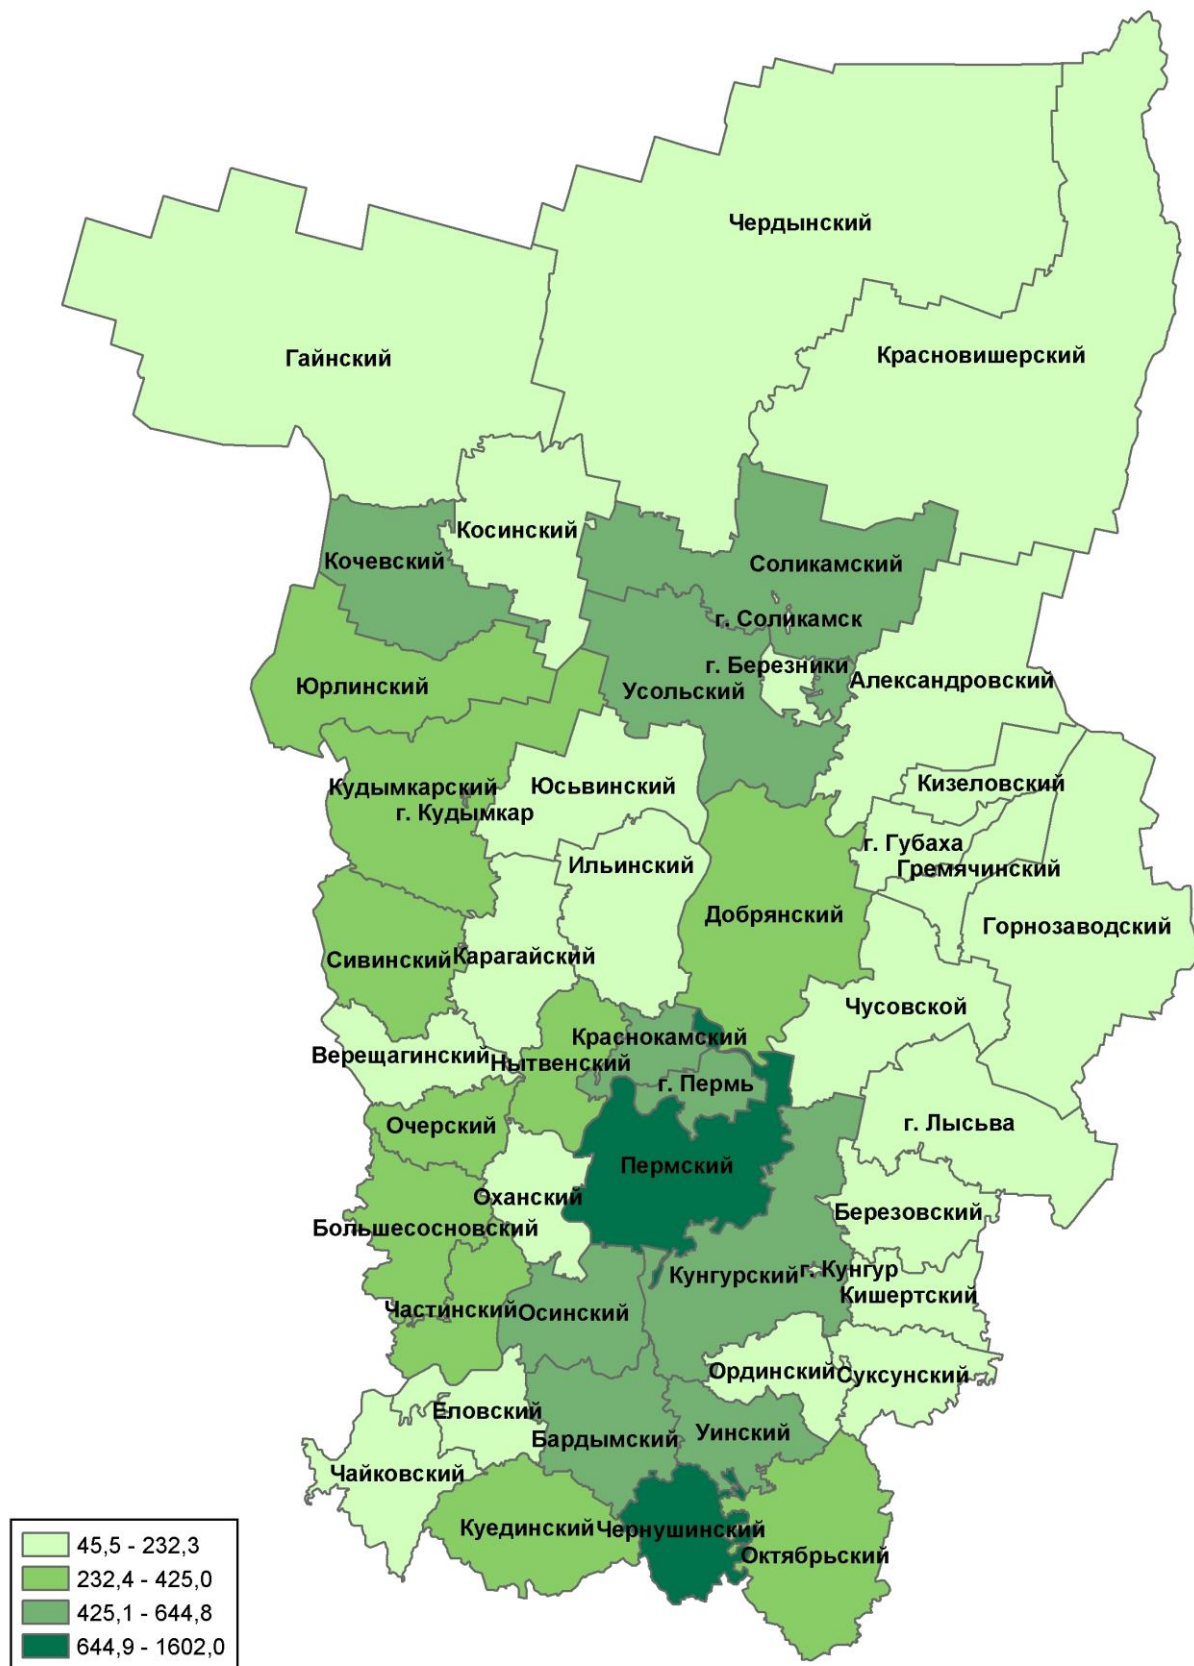 Чердынский
Гайнский
Красновишерский
Косинский
Кочевский
Соликамский
г. Соликамск
г. Березники
Усольский
Александровский
Юрлинский
Кудымкарский
г. Кудымкар
Юсьвинский
Кизеловский
г. Губаха
Гремячинский
Ильинский
Добрянский
Горнозаводский
Сивинский
Карагайский
Чусовской
Верещагинский
Краснокамский
Нытвенский
г. Пермь
Очерский
г. Лысьва
Пермский
Оханский
Березовский
Большесосновский
Кунгурский
г. Кунгур
Кишертский
Частинский
Осинский
Ординский
Суксунский
Еловский
Бардымский
Уинский
Чайковский
Куединский
Чернушинский
Октябрьский
45,5 - 232,3
232,4 - 425,0
425,1 - 644,8
644,9 - 1602,0